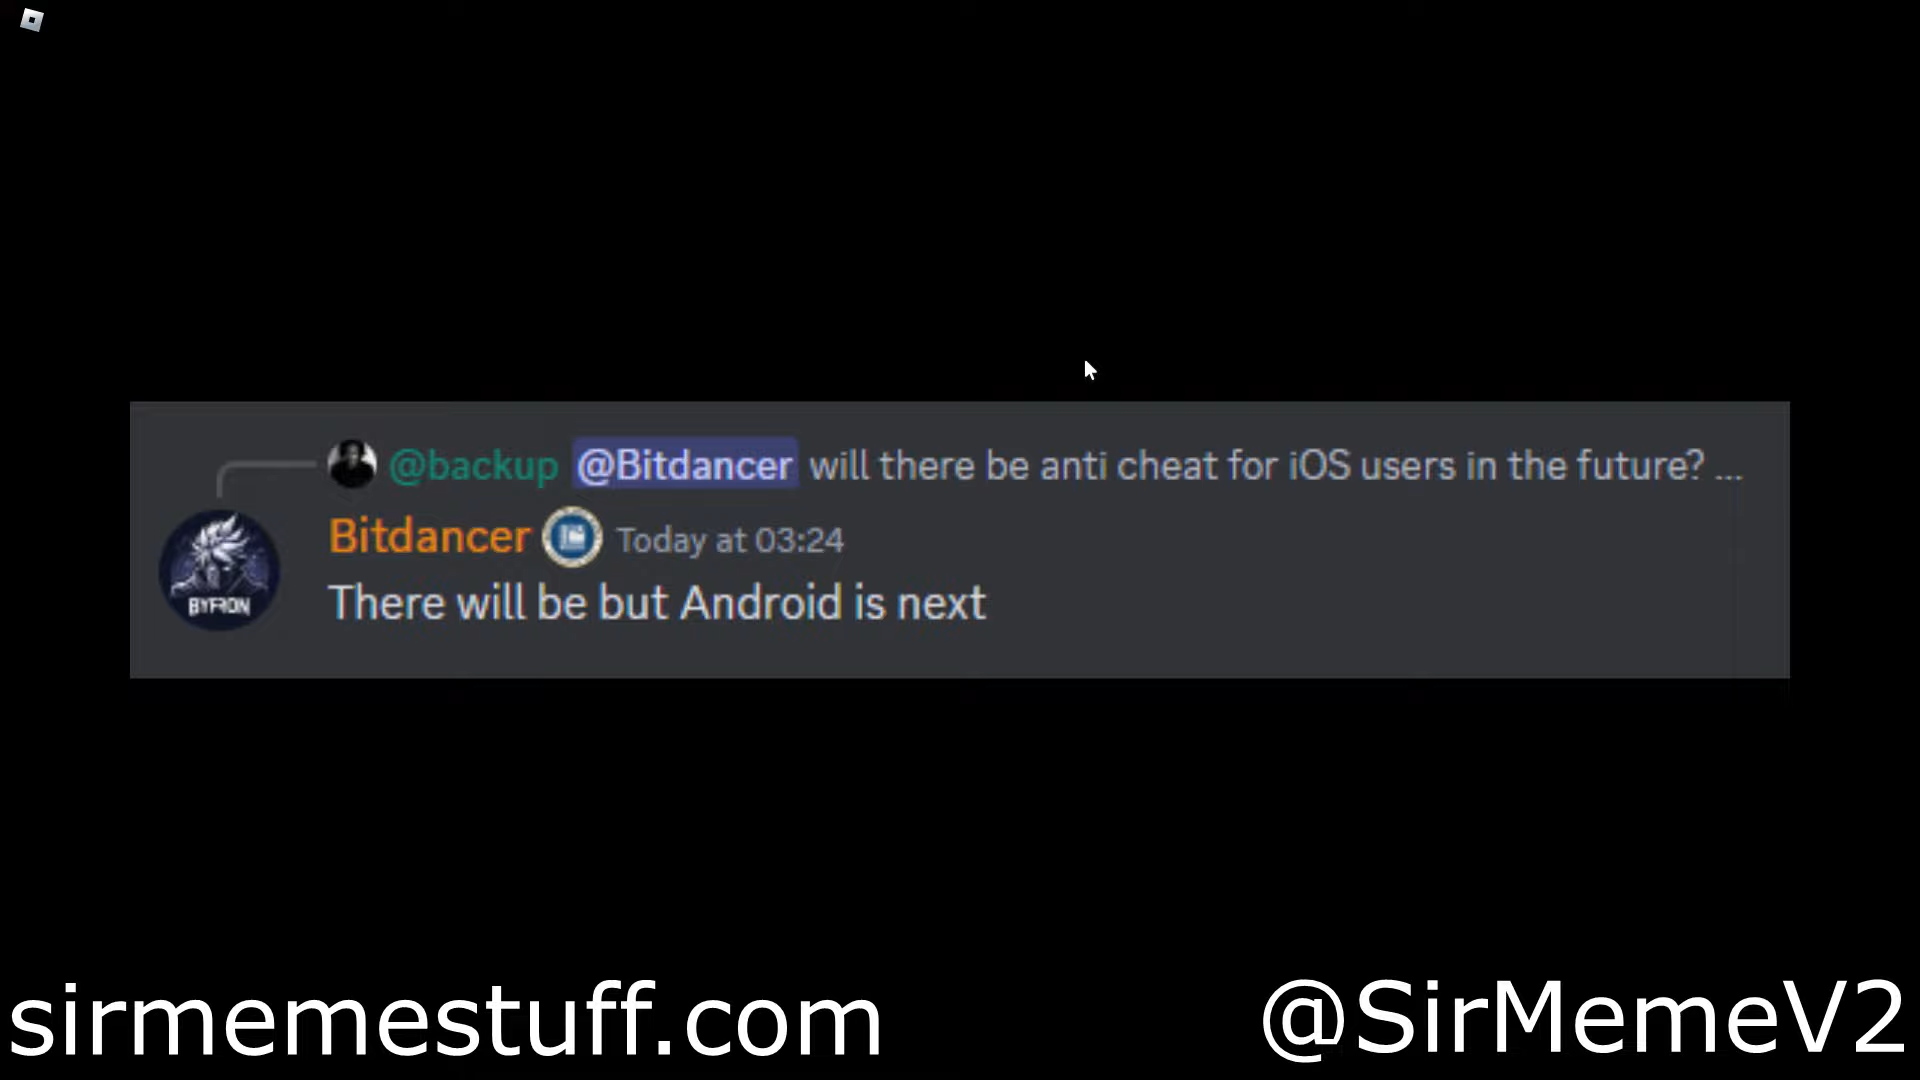 @backup @Bitdancer will there be anti cheat for iOS users in the future? ...
Bitdancer Today at 03:24
BYFRON
There will be but Android is next
sirmemestuff.com @SirMemeV2